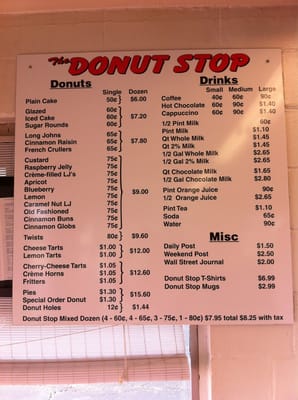 The DONUT STOP
Donuts
Single Dozen
Plain Cake 50¢ $6.00
Glazed 60¢
Iced Cake 60¢ $7.20
Sugar Rounds 60¢
Long Johns 65¢
Cinnamon Raisin 65¢ $7.80
French Crullers 65¢
Custard 75¢
Raspberry Jelly 75¢
Crème-filled LJ's 75¢
Apricot 75¢
Blueberry 75¢
Lemon 75¢ $9.00
Caramel Nut LJ 75¢
Old Fashioned 75¢
Cinnamon Buns 75¢
Cinnamon Globs 75¢
Twists 80¢ $9.60
Cheese Tarts $1.00
Lemon Tarts $1.00 $12.00
Cherry-Cheese Tarts $1.05
Crème Horns $1.05 $12.60
Fritters $1.05
Pies $1.30
Special Order Donut $1.30 $15.60
Donut Holes 12¢ $1.44
Drinks
Small Medium Large
Coffee 40¢ 60¢ 90¢
Hot Chocolate 60¢ 90¢ $1.40
Cappuccino 60¢ 90¢ $1.40
1/2 Pint Milk 60¢
Pint Milk $1.10
Qt Whole Milk $1.45
Qt 2% Milk $1.45
1/2 Gal Whole Milk $2.65
1/2 Gal 2% Milk $2.65
Qt Chocolate Milk $1.65
1/2 Gal Chocolate Milk $2.80
Pint Orange Juice 90¢
1/2 Orange Juice $2.65
Pint Tea $1.10
Soda 65¢
Water 90¢
Misc
Daily Post $1.50
Weekend Post $2.50
Wall Street Journal $2.00
Donut Stop T-Shirts $6.99
Donut Stop Mugs $2.99
Donut Stop Mixed Dozen (4 - 60¢, 4 - 65¢, 3 - 75¢, 1 - 80¢) $7.95 total $8.25 with tax